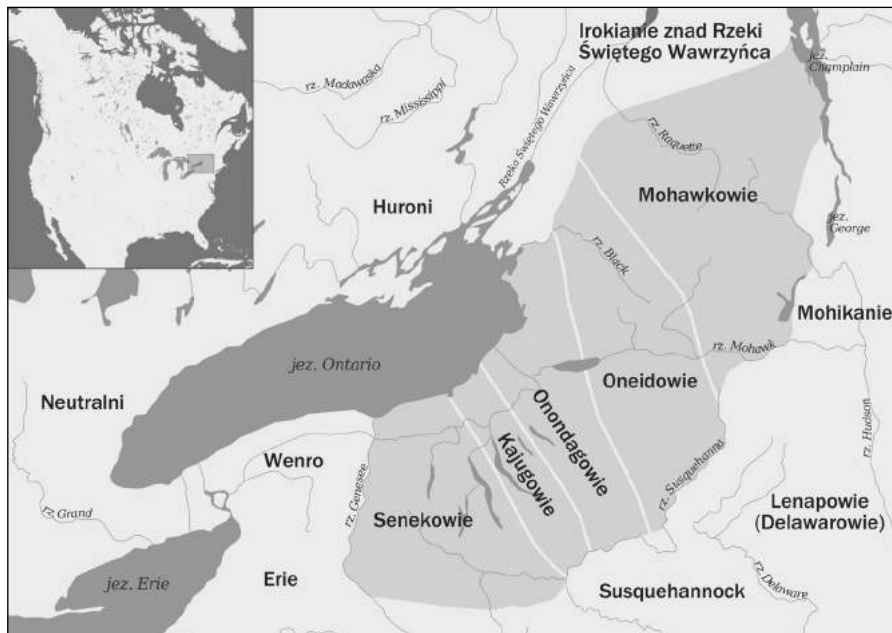 Irokianie znad Rzeki
Świętego Wawrzyńca
jez.
Champlain
rz. Madawaska
rz. Mississippi
Rzeka Świętego Wawrzyńca
rz. Raquette
Mohawkowie
Huroni
jez.
George
rz. Black
Mohikanie
rz. Mohawk
jez. Ontario
Oneidowie
Neutralni
Onondagowie
Kajugowie
rz. Hudson
Wenro
rz. Genesee
rz. Susquehanna
Lenapowie
(Delawarowie)
rz. Grand
Senekowie
jez. Erie
Erie
Susquehannock
rz. Delaware